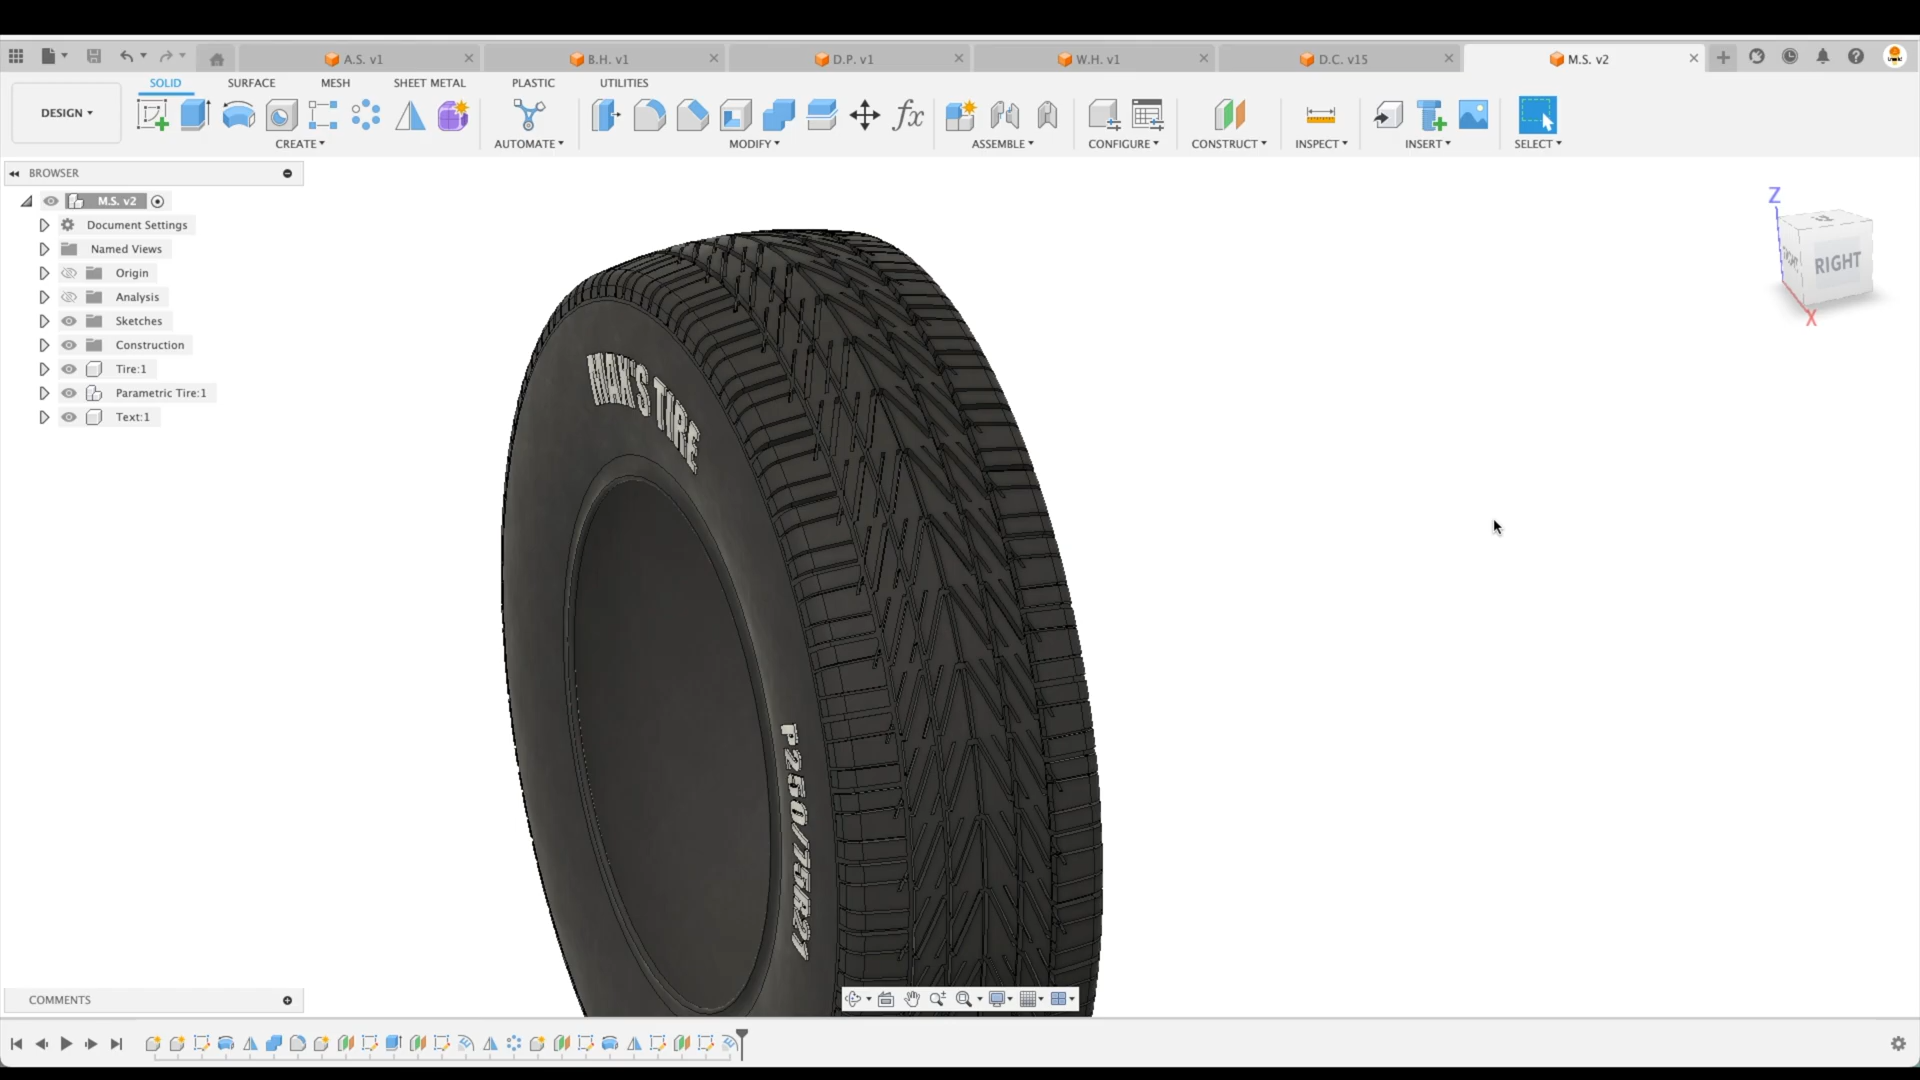 A.S. v1
B.H. v1
D.P. v1
W.H. v1
D.C. v15
M.S. v2
SOLID
SURFACE
MESH
SHEET METAL
PLASTIC
UTILITIES
DESIGN
fx
CREATE
AUTOMATE
MODIFY
ASSEMBLE
CONFIGURE
CONSTRUCT
INSPECT
INSERT
SELECT
BROWSER
M.S. v2
Document Settings
Named Views
Origin
Analysis
Sketches
Construction
Tire:1
Parametric Tire:1
Text:1
Z
RIGHT
X
MAK'S TIRE
P250/75R21
COMMENTS